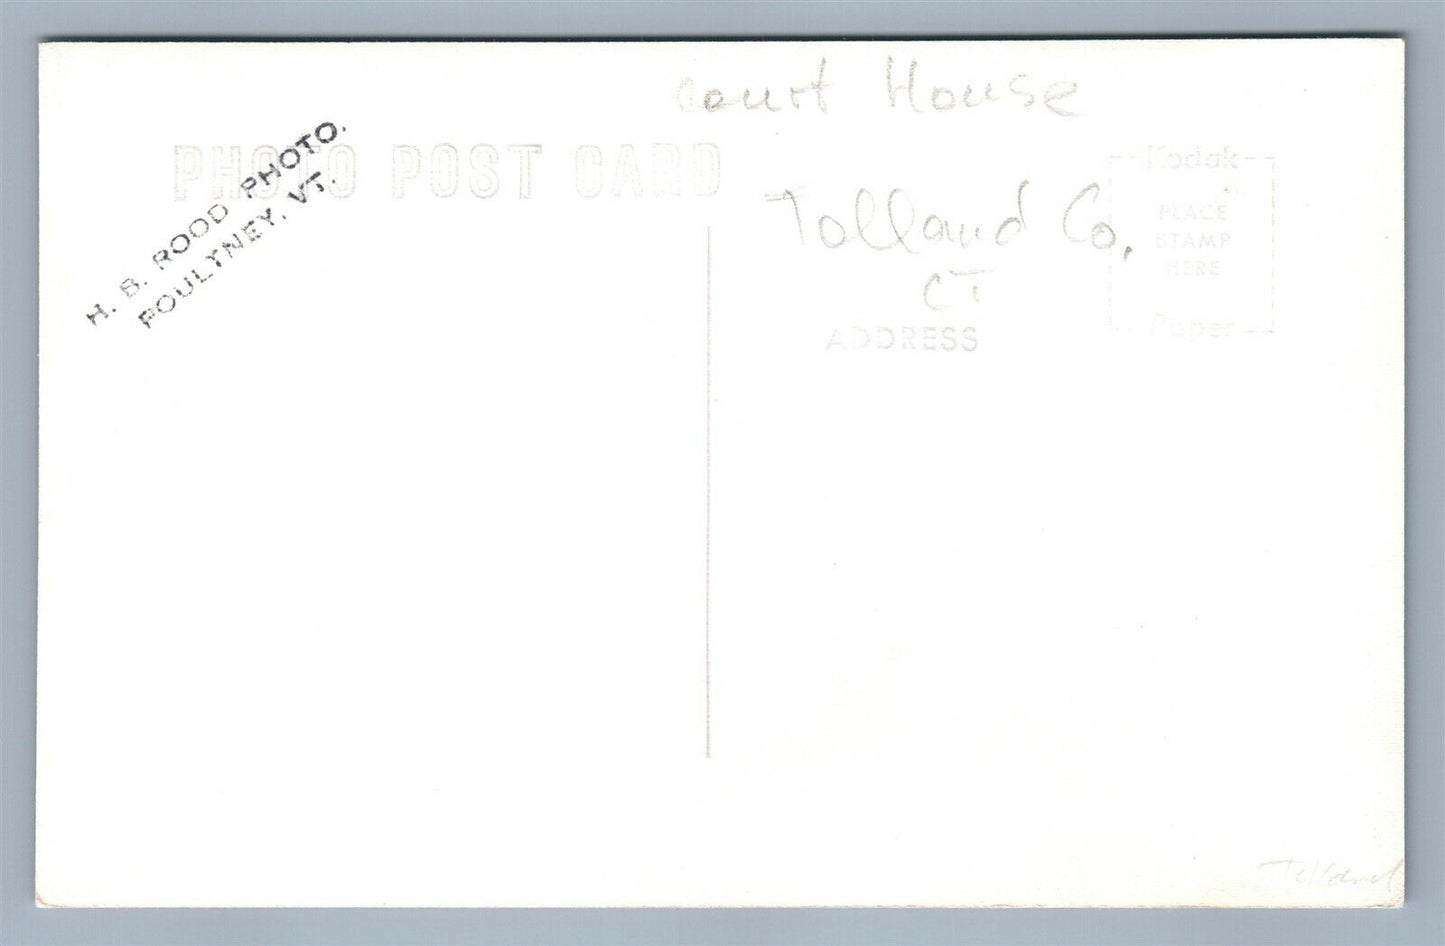 Court House
PHOTO POST CARD
H. B. ROOD PHOTO.
POULTNEY, VT.
Tolland Co,
CT
ADDRESS
Kodak
PLACE
STAMP
HERE
Paper
Tolland